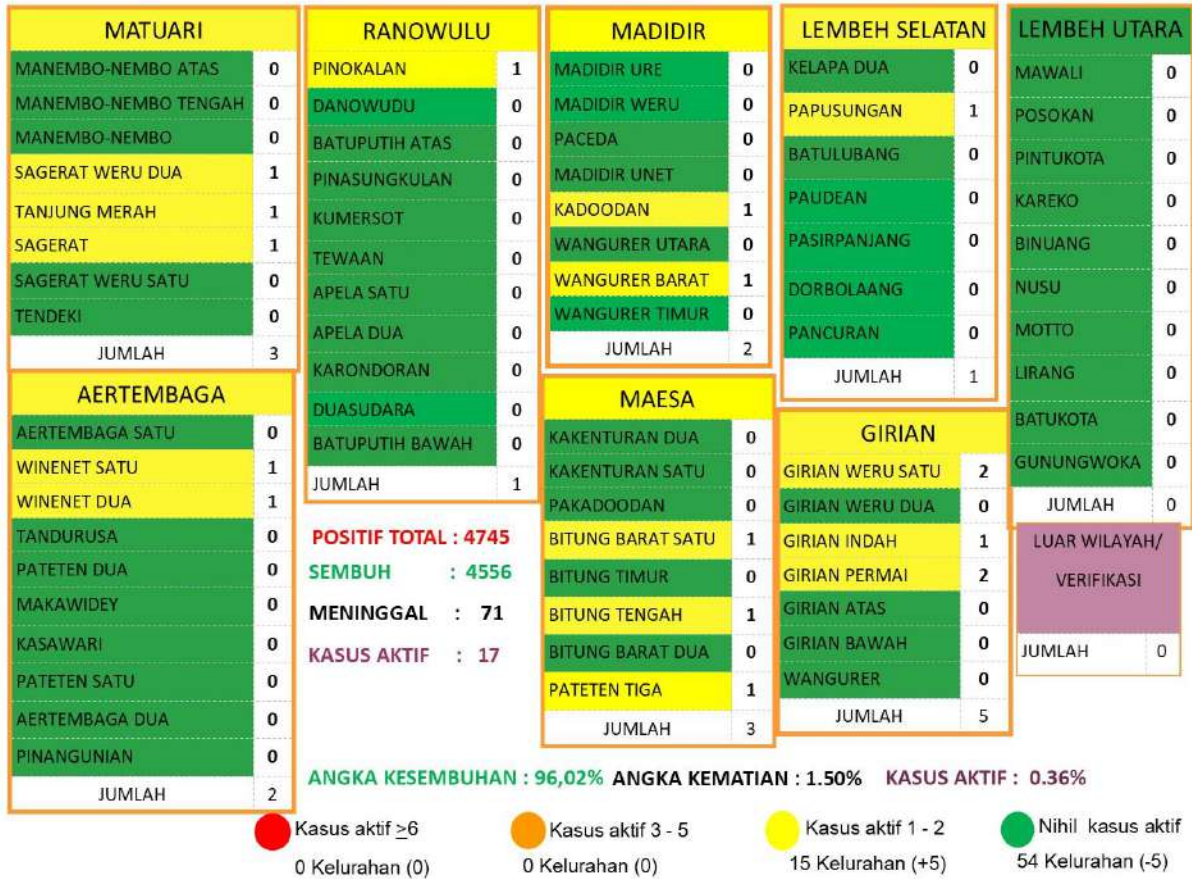 MATUARI
MANEMBO-NEMBO ATAS 0
MANEMBO-NEMBO TENGAH 0
MANEMBO-NEMBO 0
SAGERAT WERU DUA 1
TANJUNG MERAH 1
SAGERAT 1
SAGERAT WERU SATU 0
TENDEKI 0
JUMLAH 3
AERTEMBAGA
AERTEMBAGA SATU 0
WINENET SATU 1
WINENET DUA 1
TANDURUSA 0
PATETEN DUA 0
MAKAWIDEY 0
KASAWARI 0
PATETEN SATU 0
AERTEMBAGA DUA 0
PINANGUNIAN 0
JUMLAH 2
RANOWULU
PINOKALAN 1
DANOWUDU 0
BATUPUTIH ATAS 0
PINASUNGKULAN 0
KUMERSOT 0
TEWAAN 0
APELA SATU 0
APELA DUA 0
KARONDORAN 0
DUASUDARA 0
BATUPUTIH BAWAH 0
JUMLAH 1
MADIDIR
MADIDIR URE 0
MADIDIR WERU 0
PACEDA 0
MADIDIR UNET 0
KADOODAN 1
WANGURER UTARA 0
WANGURER BARAT 1
WANGURER TIMUR 0
JUMLAH 2
MAESA
KAKENTURAN DUA 0
KAKENTURAN SATU 0
PAKADOODAN 0
BITUNG BARAT SATU 1
BITUNG TIMUR 0
BITUNG TENGAH 1
BITUNG BARAT DUA 0
PATETEN TIGA 1
JUMLAH 3
LEMBEH SELATAN
KELAPA DUA 0
PAPUSUNGAN 1
BATULUBANG 0
PAUDEAN 0
PASIRPANJANG 0
DORBOLAANG 0
PANCURAN 0
JUMLAH 1
GIRIAN
GIRIAN WERU SATU 2
GIRIAN WERU DUA 0
GIRIAN INDAH 1
GIRIAN PERMAI 2
GIRIAN ATAS 0
GIRIAN BAWAH 0
WANGURER 0
JUMLAH 5
LEMBEH UTARA
MAWALI 0
POSOKAN 0
PINTUKOTA 0
KAREKO 0
BINUANG 0
NUSU 0
MOTTO 0
LIRANG 0
BATUKOTA 0
GUNUNGWOKA 0
JUMLAH 0
LUAR WILAYAH/
VERIFIKASI
JUMLAH 0
POSITIF TOTAL : 4745
SEMBUH : 4556
MENINGGAL : 71
KASUS AKTIF : 17
ANGKA KESEMBUHAN : 96,02% ANGKA KEMATIAN : 1.50% KASUS AKTIF : 0.36%
Kasus aktif ≥6
0 Kelurahan (0)
Kasus aktif 3 - 5
0 Kelurahan (0)
Kasus aktif 1 - 2
15 Kelurahan (+5)
Nihil kasus aktif
54 Kelurahan (-5)